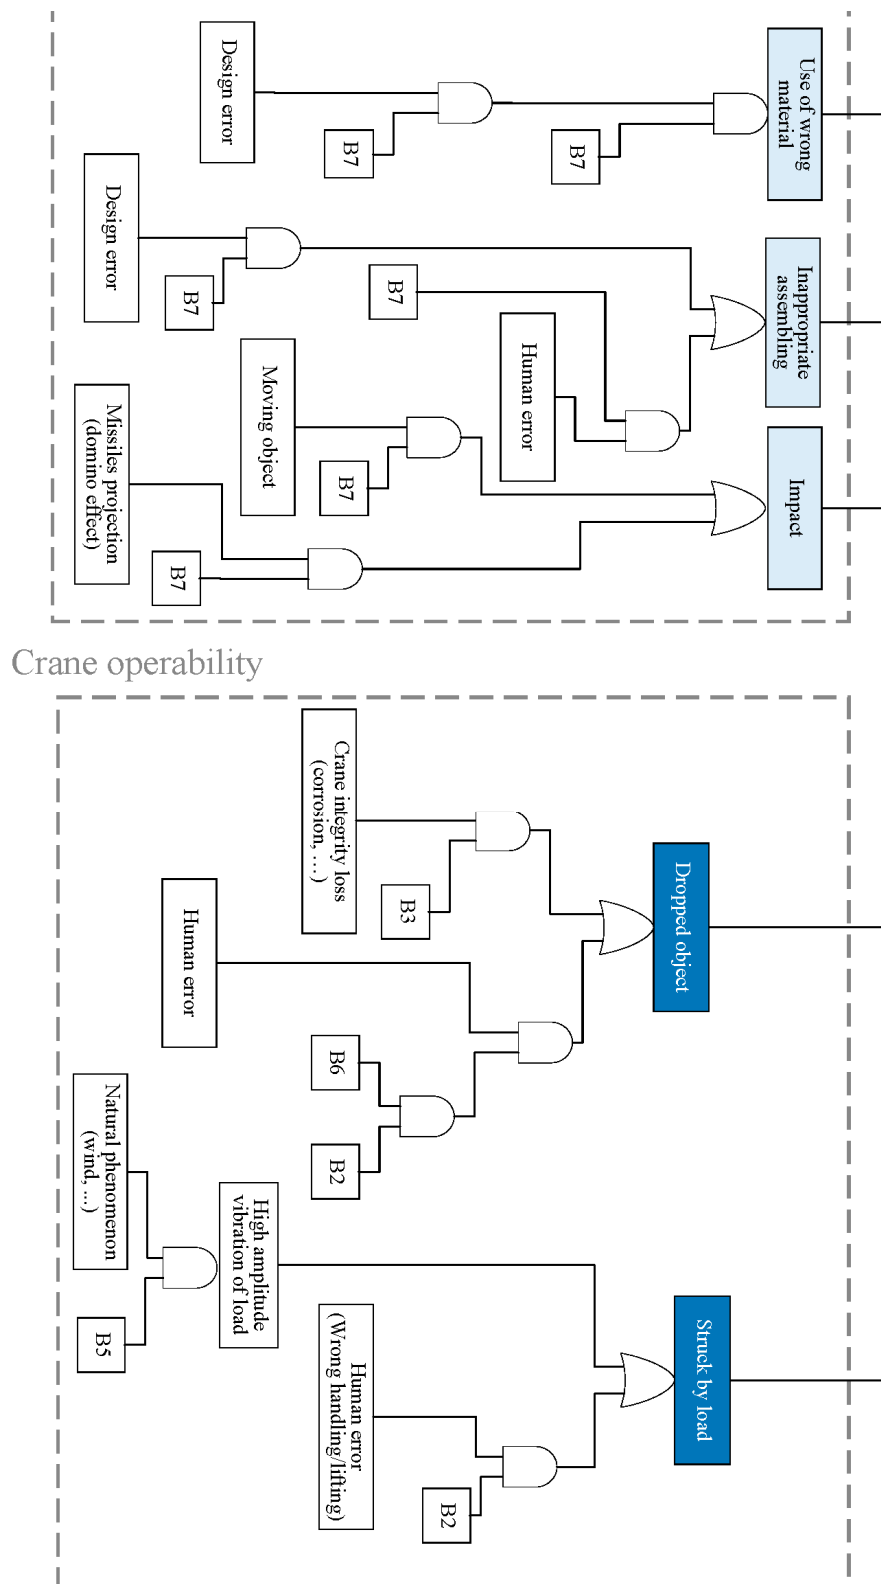 Use of wrong
material
Design error
B7
B7
Inappropriate
assembling
Design error
B7
B7
Human error
Impact
Moving object
B7
Missiles projection
(domino effect)
B7
Crane operability
Dropped object
Crane integrity loss
(corrosion, …)
B3
Human error
B6
B2
Struck by load
High amplitude
vibration of load
Natural phenomenon
(wind, ...)
B5
Human error
(Wrong handling/lifting)
B2